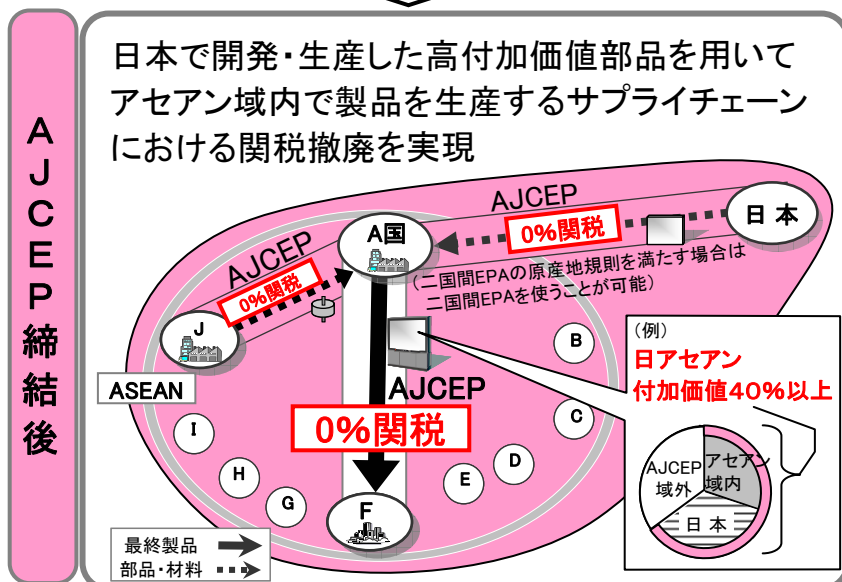 AJCEP締結後
日本で開発・生産した高付加価値部品を用いて
アセアン域内で製品を生産するサプライチェーン
における関税撤廃を実現
AJCEP
0%関税
日本
A国
AJCEP
0%関税
(二国間EPAの原産地規則を満たす場合は
二国間EPAを使うことが可能)
J
ASEAN
AJCEP
0%関税
B
C
D
E
F
G
H
I
(例)
日アセアン
付加価値40%以上
AJCEP
域外
アセアン
域内
日本
最終製品
部品・材料